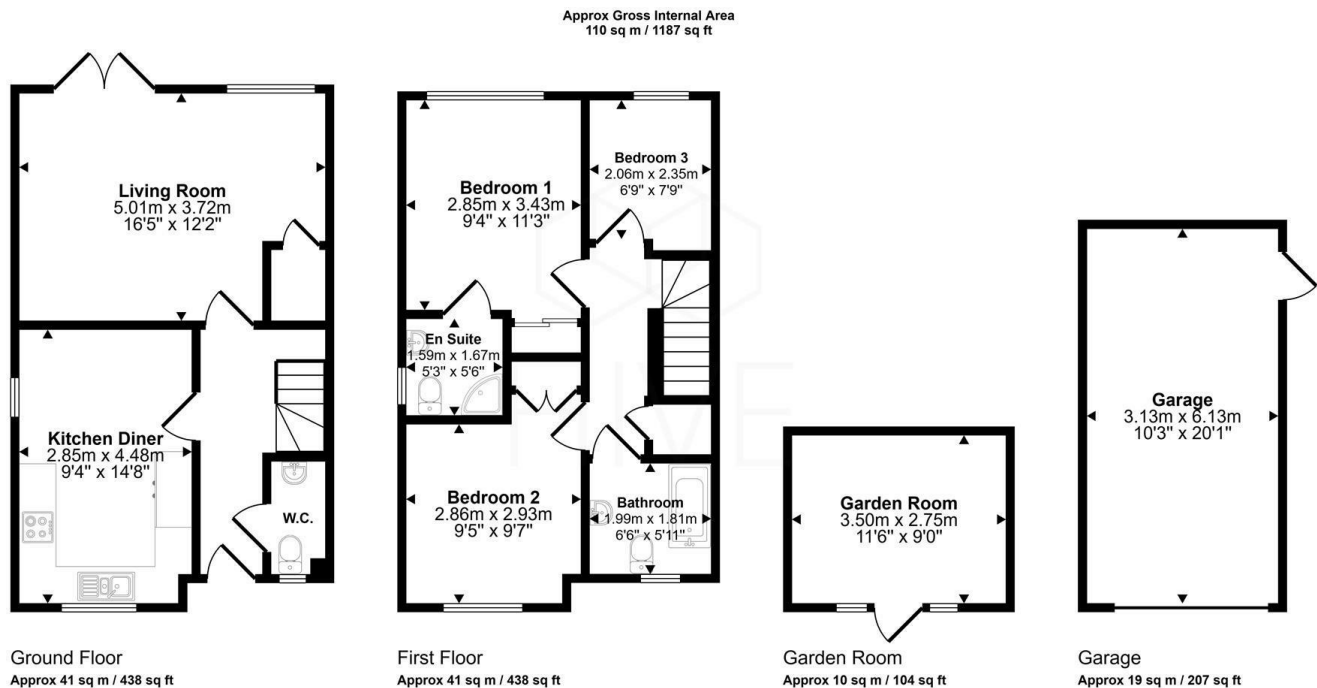 Approx Gross Internal Area
110 sq m / 1187 sq ft
Living Room
5.01m x 3.72m
16'5" x 12'2"
Kitchen Diner
2.85m x 4.48m
9'4" x 14'8"
W.C.
Ground Floor
Approx 41 sq m / 438 sq ft
Bedroom 1
2.85m x 3.43m
9'4" x 11'3"
Bedroom 3
2.06m x 2.35m
6'9" x 7'9"
En Suite
1.59m x 1.67m
5'3" x 5'6"
Bedroom 2
2.86m x 2.93m
9'5" x 9'7"
Bathroom
1.99m x 1.81m
6'6" x 5'11"
HIVE
First Floor
Approx 41 sq m / 438 sq ft
Garden Room
3.50m x 2.75m
11'6" x 9'0"
Garden Room
Approx 10 sq m / 104 sq ft
Garage
3.13m x 6.13m
10'3" x 20'1"
Garage
Approx 19 sq m / 207 sq ft